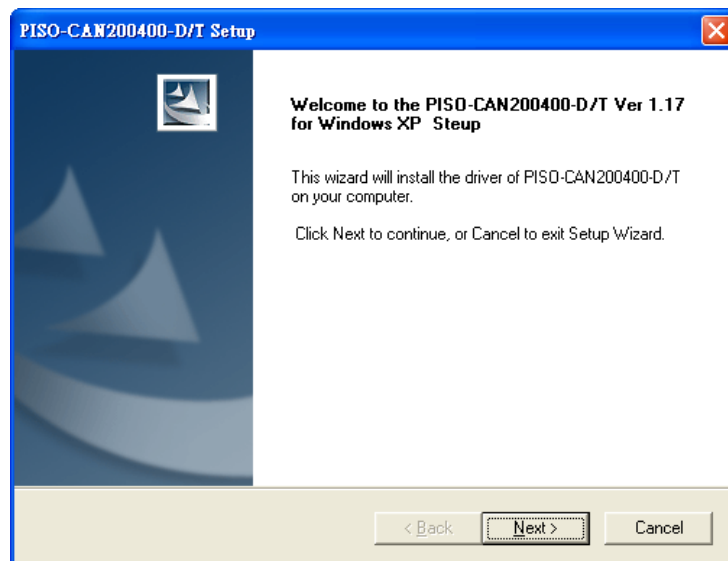 PISO-CAN200400-D/T Setup
Welcome to the PISO-CAN200400-D/T Ver 1.17
for Windows XP  Steup
This wizard will install the driver of PISO-CAN200400-D/T
on your computer.
Click Next to continue, or Cancel to exit Setup Wizard.
< Back
Next >
Cancel